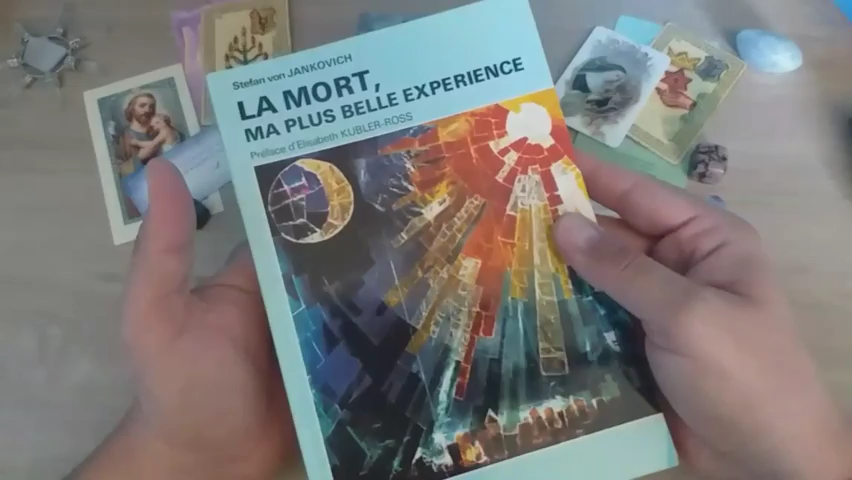 Stefan von JANKOVICH
LA MORT,
MA PLUS BELLE EXPERIENCE
Préface d'Elisabeth KUBLER-ROSS